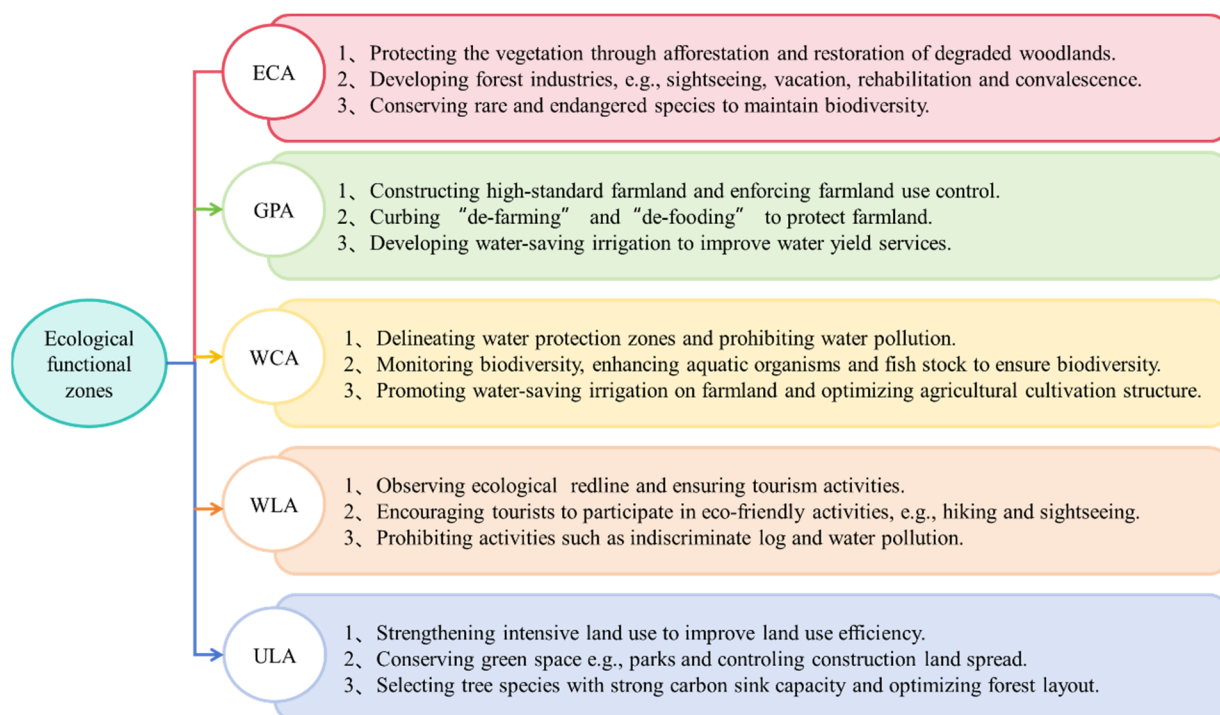 Ecological
functional
zones
ECA
1、Protecting the vegetation through afforestation and restoration of degraded woodlands.
2、Developing forest industries, e.g., sightseeing, vacation, rehabilitation and convalescence.
3、Conserving rare and endangered species to maintain biodiversity.
GPA
1、Constructing high-standard farmland and enforcing farmland use control.
2、Curbing “de-farming” and “de-fooding” to protect farmland.
3、Developing water-saving irrigation to improve water yield services.
WCA
1、Delineating water protection zones and prohibiting water pollution.
2、Monitoring biodiversity, enhancing aquatic organisms and fish stock to ensure biodiversity.
3、Promoting water-saving irrigation on farmland and optimizing agricultural cultivation structure.
WLA
1、Observing ecological redline and ensuring tourism activities.
2、Encouraging tourists to participate in eco-friendly activities, e.g., hiking and sightseeing.
3、Prohibiting activities such as indiscriminate log and water pollution.
ULA
1、Strengthening intensive land use to improve land use efficiency.
2、Conserving green space e.g., parks and controling construction land spread.
3、Selecting tree species with strong carbon sink capacity and optimizing forest layout.